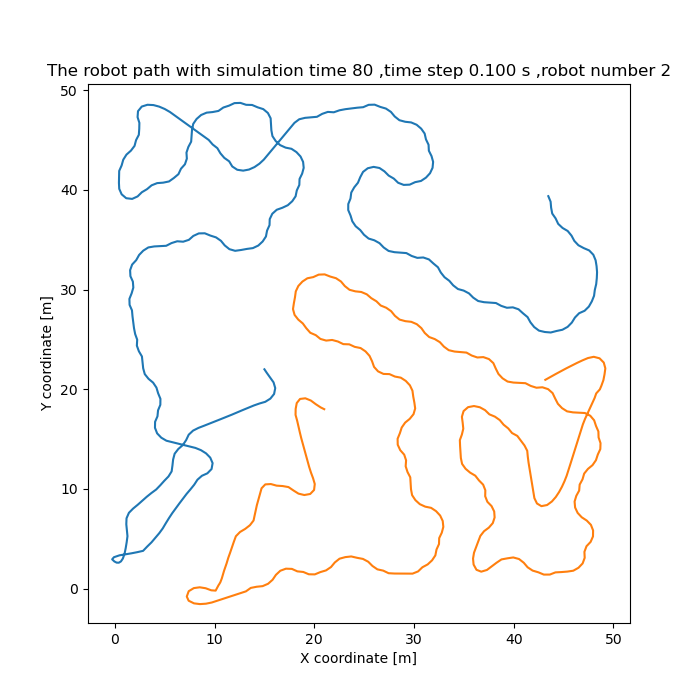 The robot path with simulation time 80 ,time step 0.100 s ,robot number 2
50
40
30
20
10
0
Y coordinate [m]
0 10 20 30 40 50
X coordinate [m]